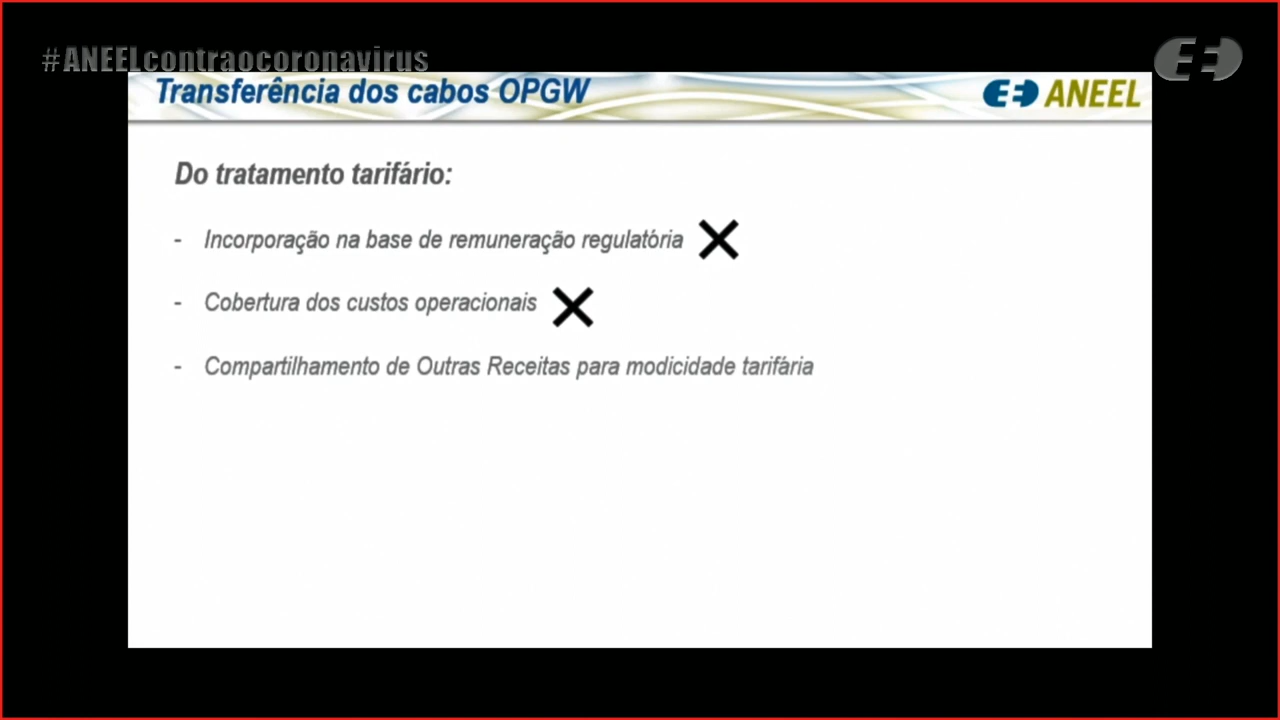 #ANEELcontraocoronavirus
Transferência dos cabos OPGW
ANEEL
Do tratamento tarifário:
- Incorporação na base de remuneração regulatória
- Cobertura dos custos operacionais
- Compartilhamento de Outras Receitas para modicidade tarifária